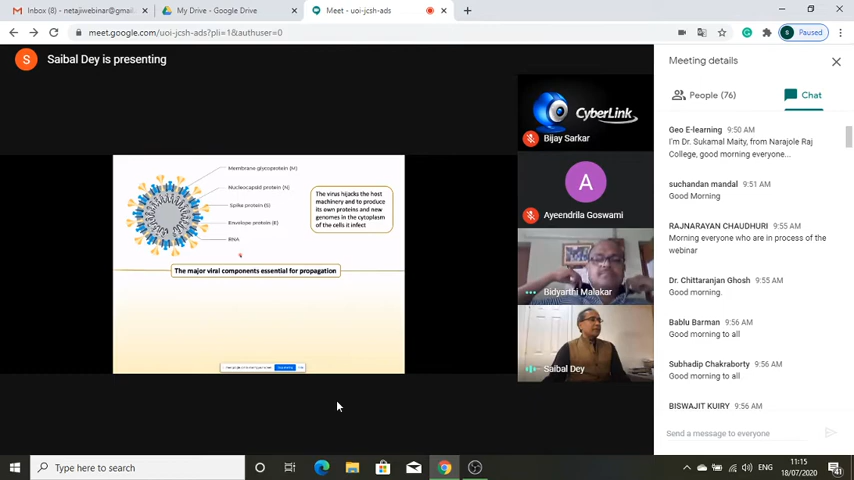 Inbox (8) - netajiwebinar@gmail.
My Drive - Google Drive
Meet - uoi-jcsh-ads
meet.google.com/uoi-jcsh-ads?pli=1&authuser=0
S
Paused
S
Saibal Dey is presenting
Membrane glycoprotein (M)
Nucleocapsid protein (N)
Spike protein (S)
Envelope protein (E)
RNA
The virus hijacks the host
machinery and to produce
its own proteins and new
genomes in the cytoplasm
of the cells it infect
The major viral components essential for propagation
CyberLink
Bijay Sarkar
A
Ayeendrila Goswami
Bidyarthi Malakar
Saibal Dey
Meeting details
People (76)
Chat
Geo E-learning 9:50 AM
I'm Dr. Sukamal Maity, from Narajole Raj
College, good morning everyone...
suchandan mandal 9:51 AM
Good Morning
RAJNARAYAN CHAUDHURI 9:55 AM
Morning everyone who are in process of the
webinar
Dr. Chittaranjan Ghosh 9:55 AM
Good morning.
Bablu Barman 9:56 AM
Good morning to all
Subhadip Chakraborty 9:56 AM
Good morning to all
BISWAJIT KUIRY 9:56 AM
Send a message to everyone
Type here to search
ENG
11:15
18/07/2020
41